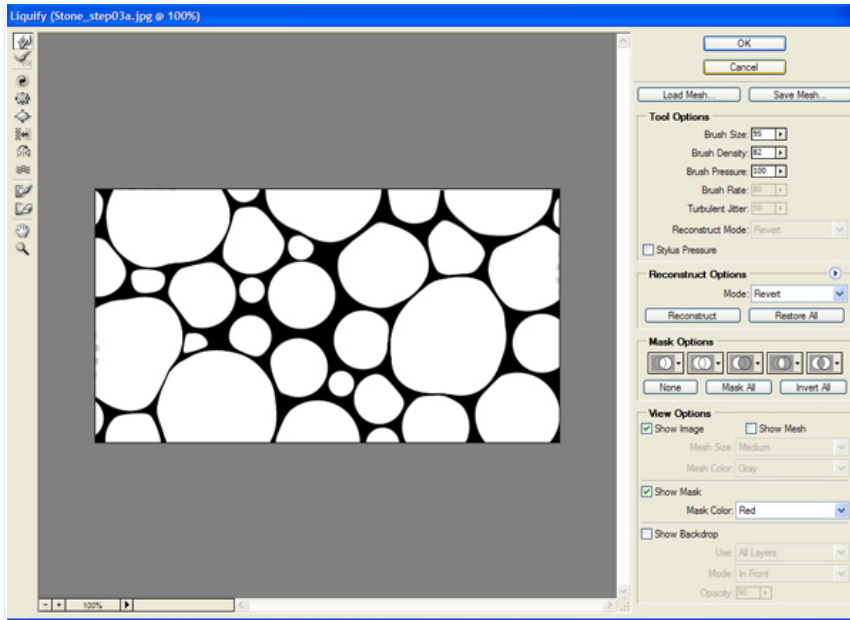 Liquify (Stone_step03a.jpg @ 100%)
OK
Cancel
Load Mesh...
Save Mesh...
Tool Options
Brush Size: 95
Brush Density: 82
Brush Pressure: 100
Brush Rate: 80
Turbulent Jitter: 50
Reconstruct Mode: Revert
Stylus Pressure
Reconstruct Options
Mode: Revert
Reconstruct
Restore All
Mask Options
None
Mask All
Invert All
View Options
Show Image
Show Mesh
Mesh Size: Medium
Mesh Color: Gray
Show Mask
Mask Color: Red
Show Backdrop
Use: All Layers
Mode: In Front
Opacity: 50
100%